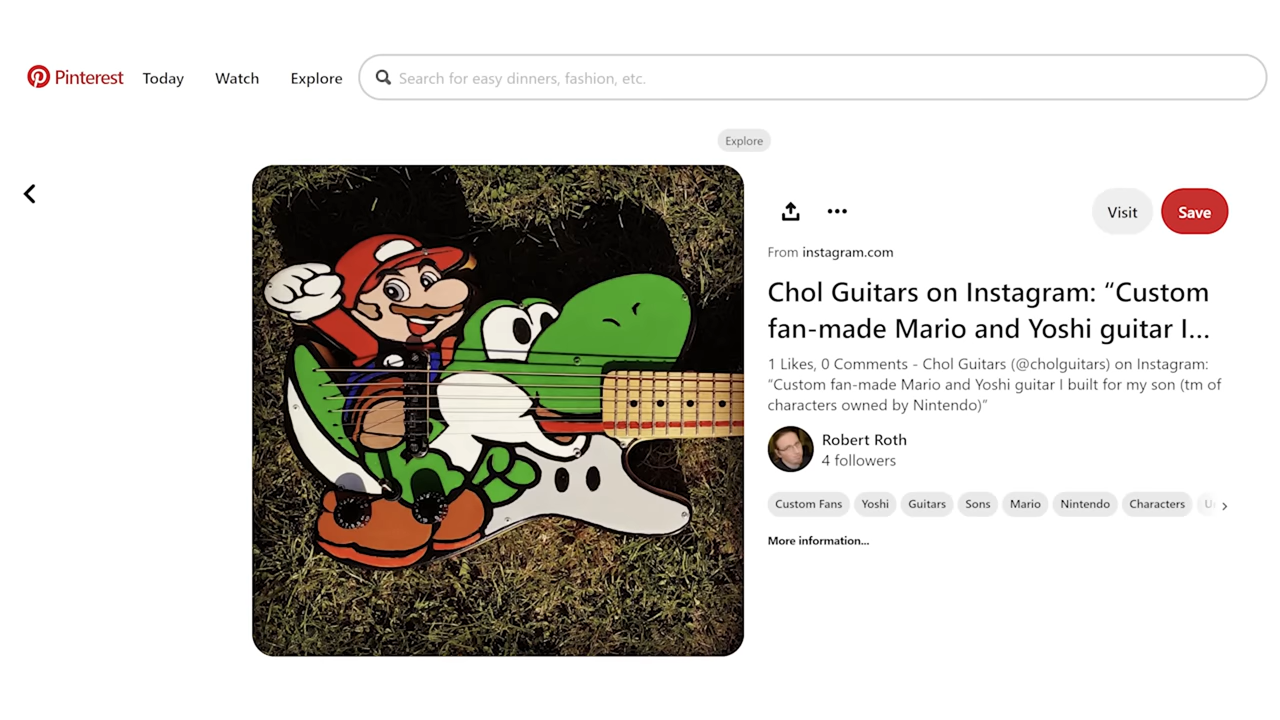 Pinterest Today Watch Explore Search for easy dinners, fashion, etc.
Explore
Visit Save
From instagram.com
Chol Guitars on Instagram: “Custom
fan-made Mario and Yoshi guitar I...
1 Likes, 0 Comments - Chol Guitars (@cholguitars) on Instagram:
“Custom fan-made Mario and Yoshi guitar I built for my son (tm of
characters owned by Nintendo)”
Robert Roth
4 followers
Custom Fans Yoshi Guitars Sons Mario Nintendo Characters
More information...